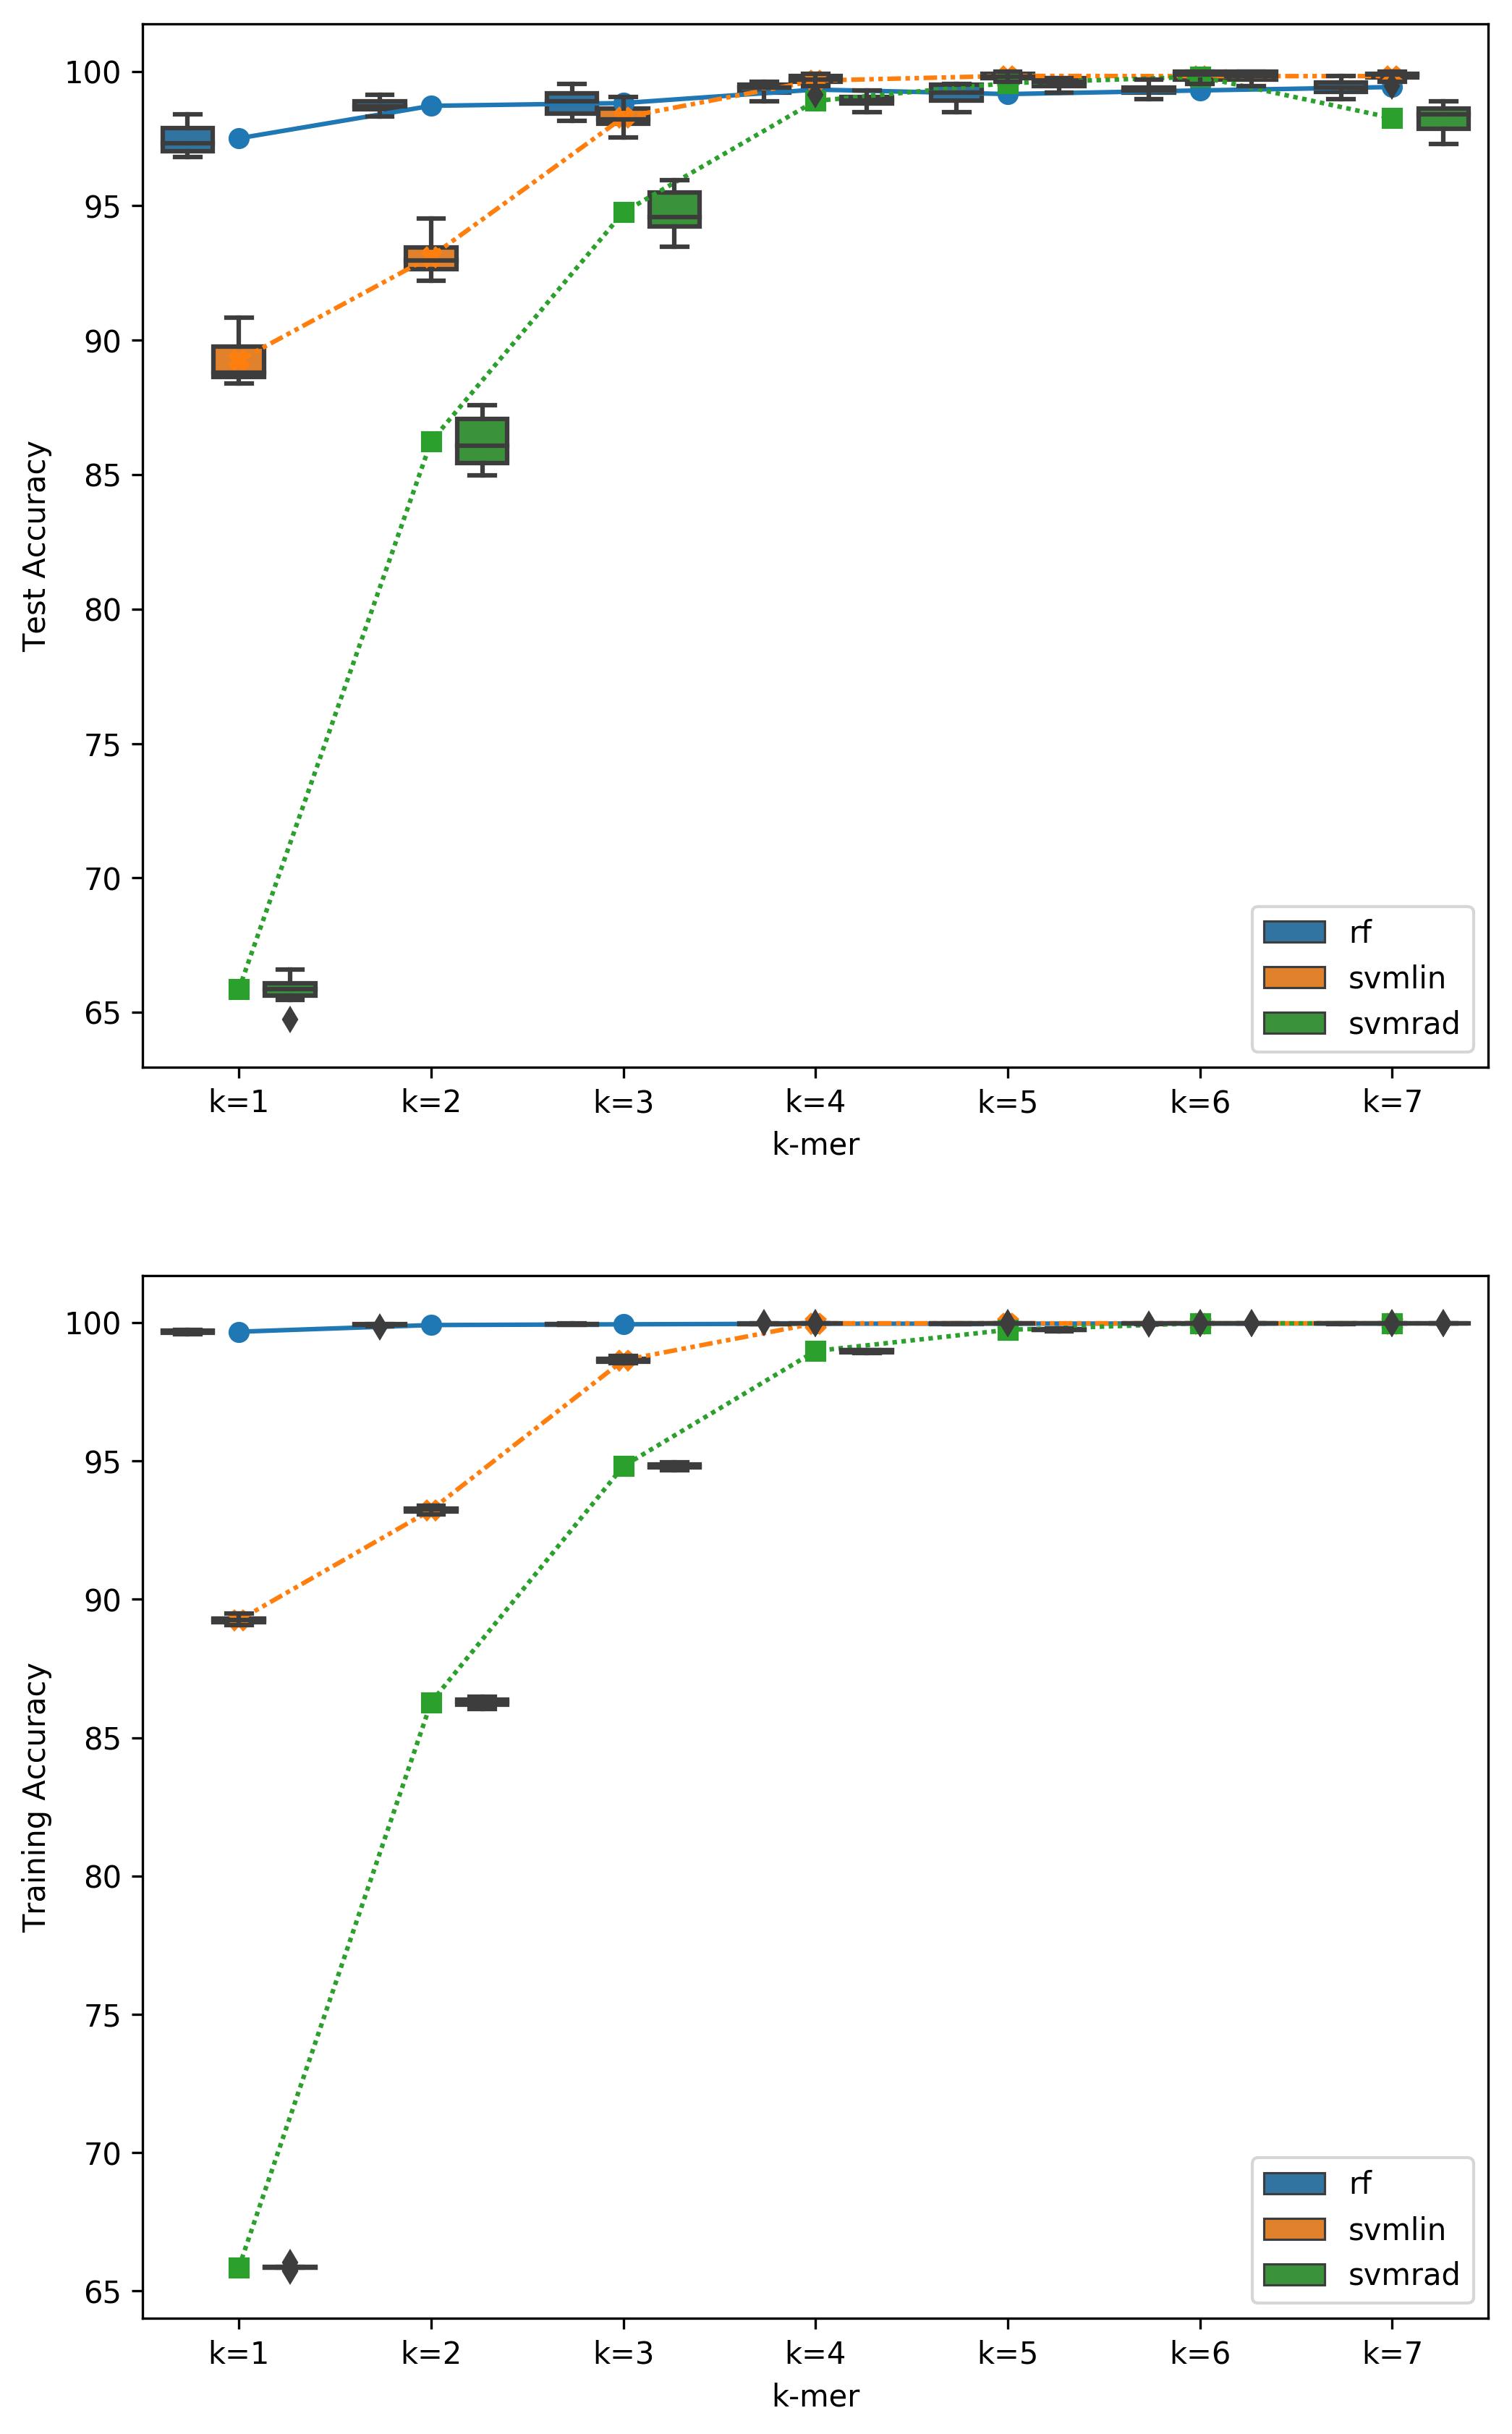 Test Accuracy
100
95
90
85
80
75
70
65
k=1 k=2 k=3 k=4 k=5 k=6 k=7
k-mer
rf
svmlin
svmrad
Training Accuracy
100
95
90
85
80
75
70
65
k=1 k=2 k=3 k=4 k=5 k=6 k=7
k-mer
rf
svmlin
svmrad